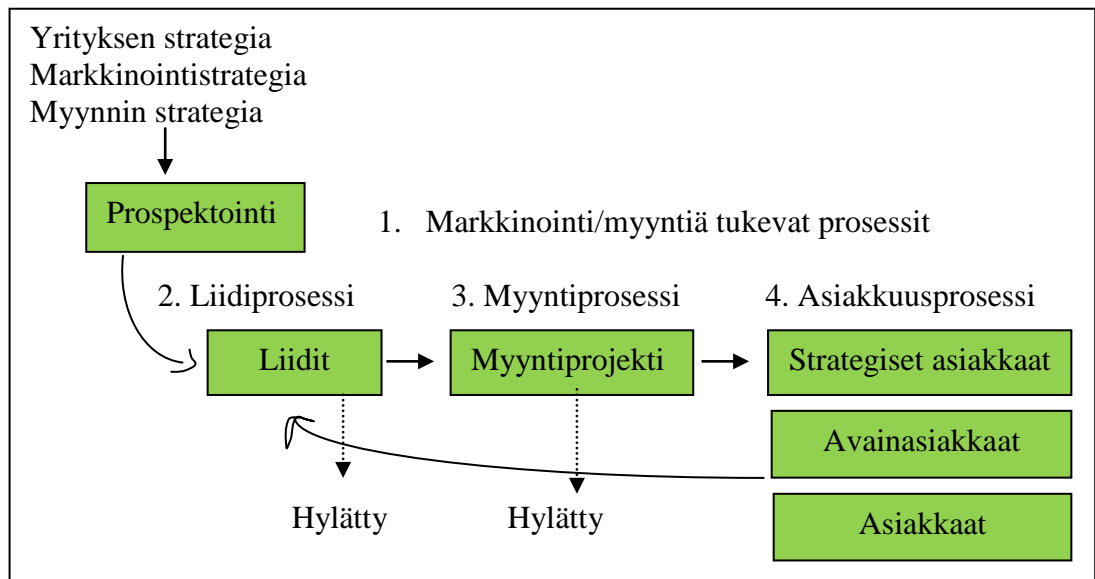 Yrityksen strategia
Markkinointistrategia
Myynnin strategia
Prospektointi
1. Markkinointi/myyntiä tukevat prosessit
2. Liidiprosessi
3. Myyntiprosessi
4. Asiakkuusprosessi
Liidit
Myyntiprojekti
Strategiset asiakkaat
Avainasiakkaat
Hylätty
Hylätty
Asiakkaat